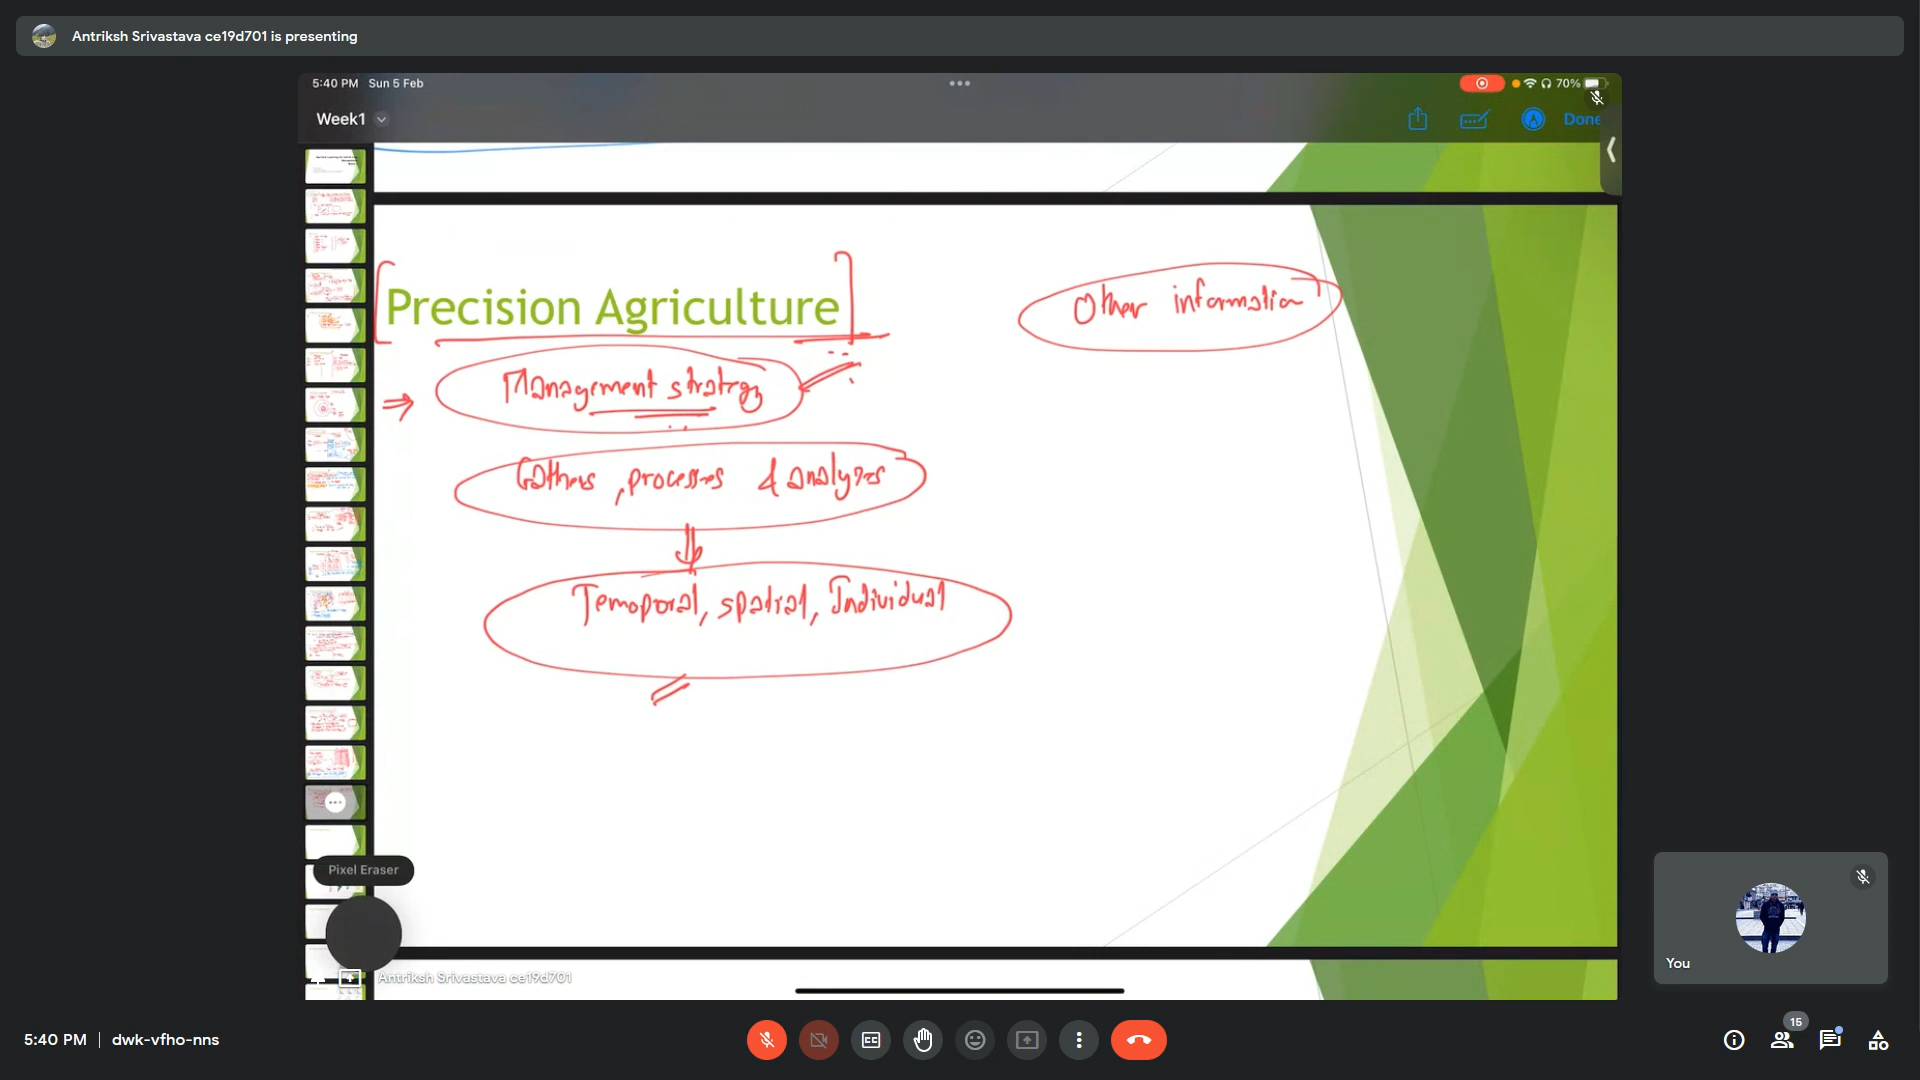 Antriksh Srivastava ce19d701 is presenting
5:40 PM Sun 5 Feb
70%
Week1
Done
Precision Agriculture
Other information
Management strategy
Gathers, processes & analyzes
Temoporal, spatial, Individual
Pixel Eraser
Antriksh Srivastava ce19d701
You
5:40 PM | dwk-vfho-nns
CC
15